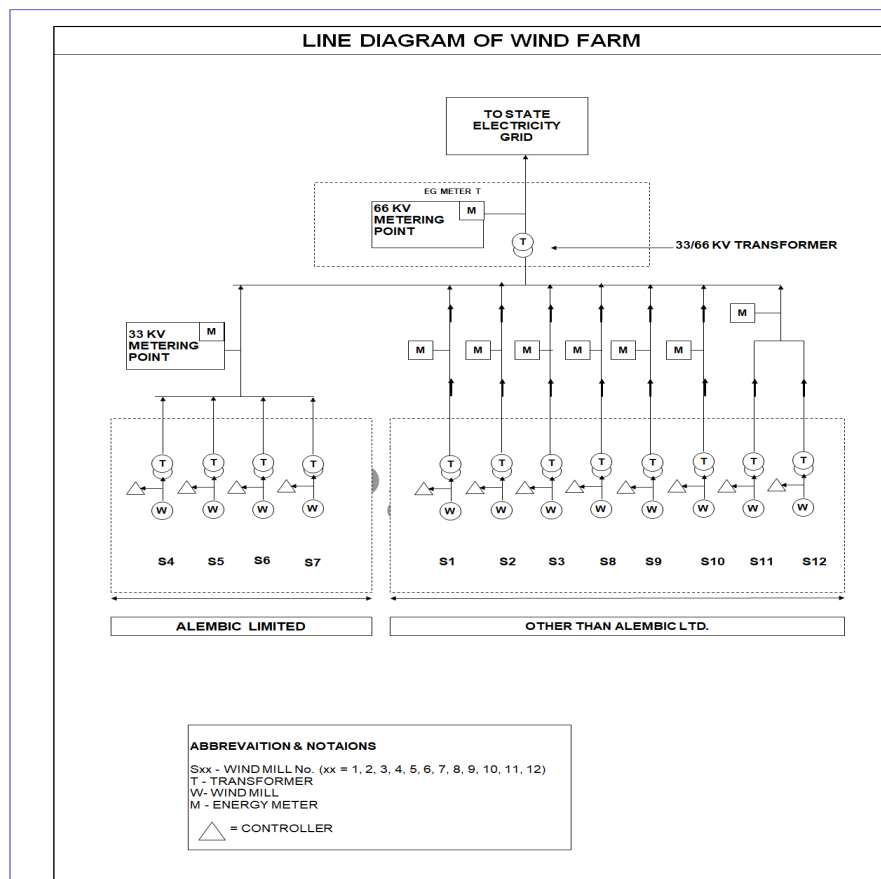 LINE DIAGRAM OF WIND FARM
TO STATE
ELECTRICITY
GRID
EG METER T
66 KV
METERING
POINT
M
T
33/66 KV TRANSFORMER
33 KV
METERING
POINT
M
M
M
M
M
M
M
M
T
T
T
T
T
T
T
T
T
T
T
T
W
W
W
W
W
W
W
W
W
W
W
W
S4
S5
S6
S7
S1
S2
S3
S8
S9
S10
S11
S12
ALEMBIC LIMITED
OTHER THAN ALEMBIC LTD.
ABBREVAITION & NOTAIONS
Sxx - WIND MILL No. (xx = 1, 2, 3, 4, 5, 6, 7, 8, 9, 10, 11, 12)
T - TRANSFORMER
W- WIND MILL
M - ENERGY METER
= CONTROLLER